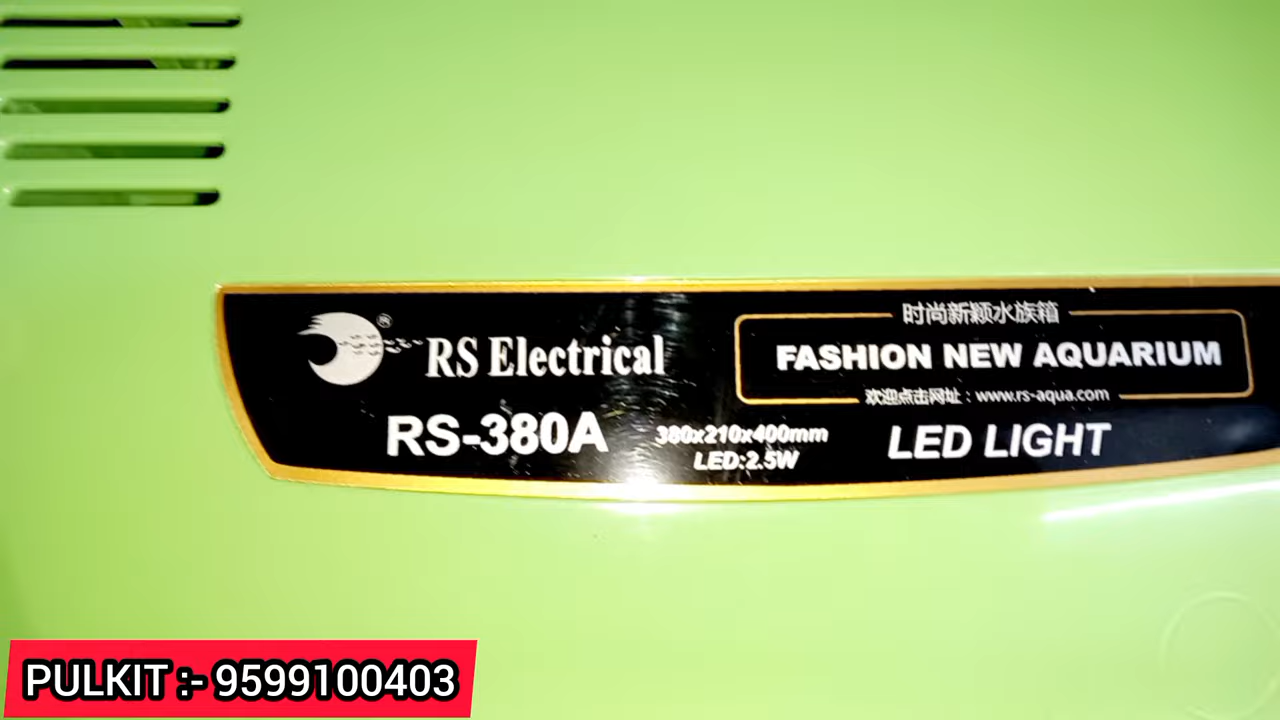 时尚新颖水族箱
®
RS Electrical
FASHION NEW AQUARIUM
欢迎点击网址：www.rs-aqua.com
RS-380A
380x210x400mm
LED:2.5W
LED LIGHT
PULKIT :- 9599100403